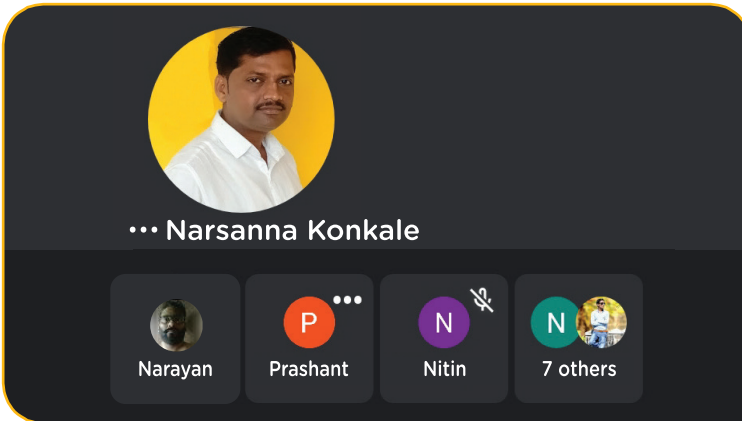 ••• Narsanna Konkale
P ••• N N
Narayan Prashant Nitin 7 others